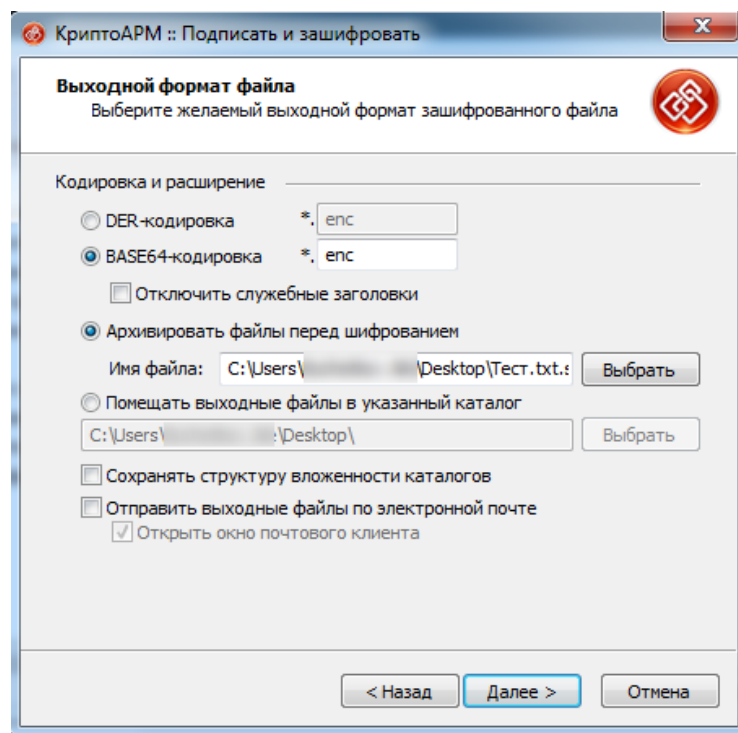 КриптоАРМ :: Подписать и зашифровать
Выходной формат файла
Выберите желаемый выходной формат зашифрованного файла
Кодировка и расширение
DER-кодировка *. enc
BASE64-кодировка *. enc
Отключить служебные заголовки
Архивировать файлы перед шифрованием
Имя файла: C:\Users\ \Desktop\Тест.txt.s Выбрать
Помещать выходные файлы в указанный каталог
C:\Users\ \Desktop\ Выбрать
Сохранять структуру вложенности каталогов
Отправить выходные файлы по электронной почте
Открыть окно почтового клиента
< Назад Далее > Отмена